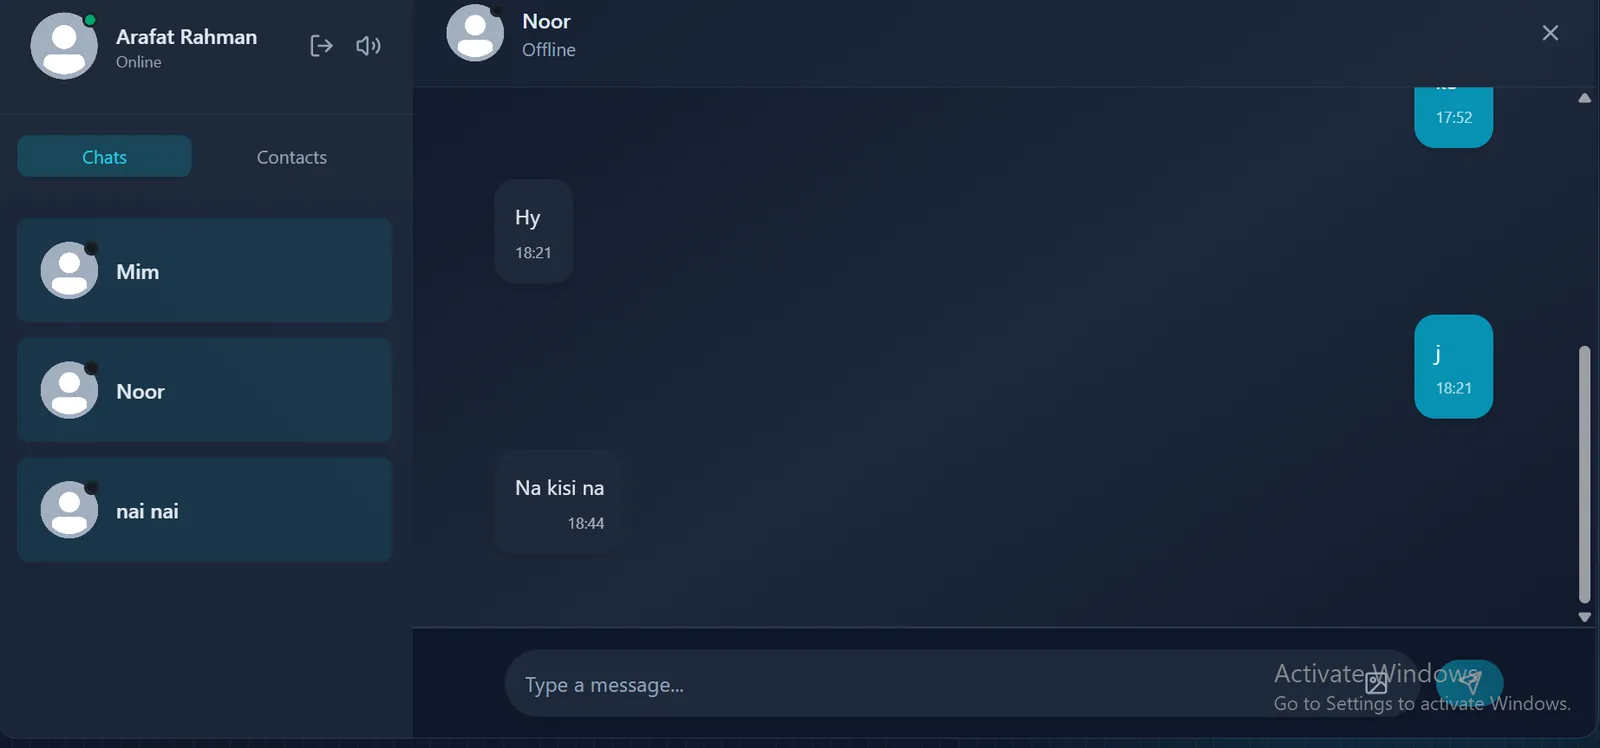 Arafat Rahman
Online
Chats
Contacts
Mim
Noor
nai nai
Noor
Offline
17:52
Hy
18:21
j
18:21
Na kisi na
18:44
Type a message...
Activate Windows
Go to Settings to activate Windows.